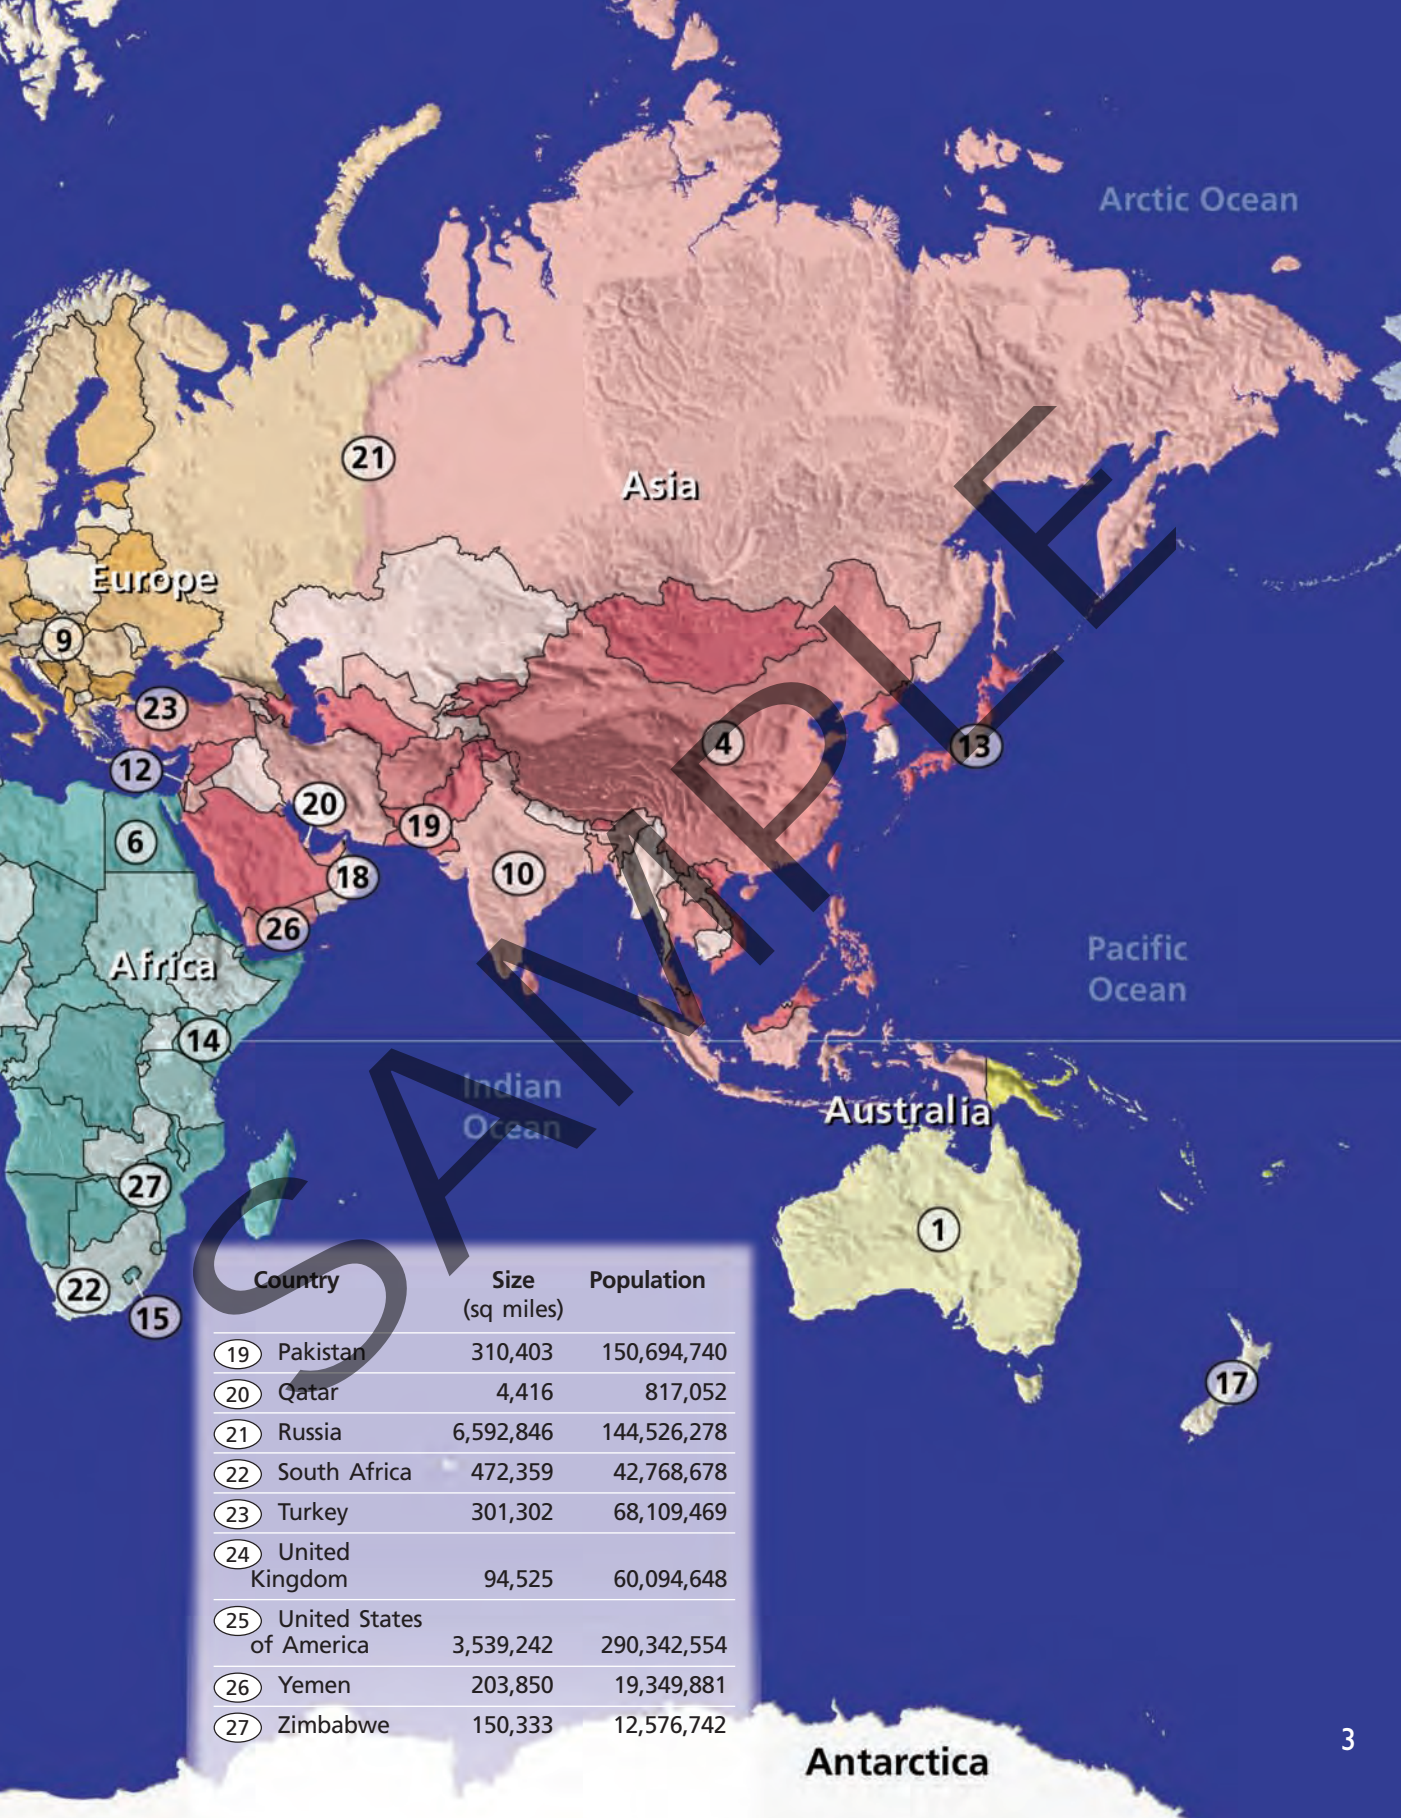 Arctic Ocean
21
Asia
Europe
9
23
4
13
12
20
19
6
10
18
26
Africa
Pacific
Ocean
14
Indian
Ocean
Australia
27
1
22
15
17
SAMPLE
Country Size Population
(sq miles)
19 Pakistan 310,403 150,694,740
20 Qatar 4,416 817,052
21 Russia 6,592,846 144,526,278
22 South Africa 472,359 42,768,678
23 Turkey 301,302 68,109,469
24 United
Kingdom 94,525 60,094,648
25 United States
of America 3,539,242 290,342,554
26 Yemen 203,850 19,349,881
27 Zimbabwe 150,333 12,576,742
Antarctica
3